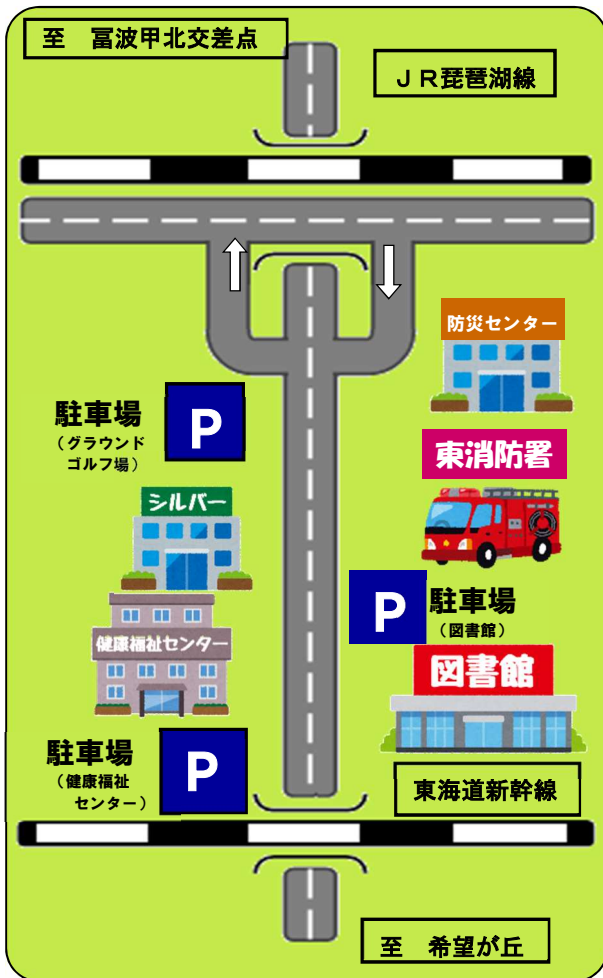 至　冨波甲北交差点
ＪＲ琵琶湖線
防災センター
駐車場
（グラウンド
ゴルフ場）
P
東消防署
シルバー
P
駐車場
（図書館）
健康福祉センター
図書館
駐車場
（健康福祉
センター）
P
東海道新幹線
至　希望が丘